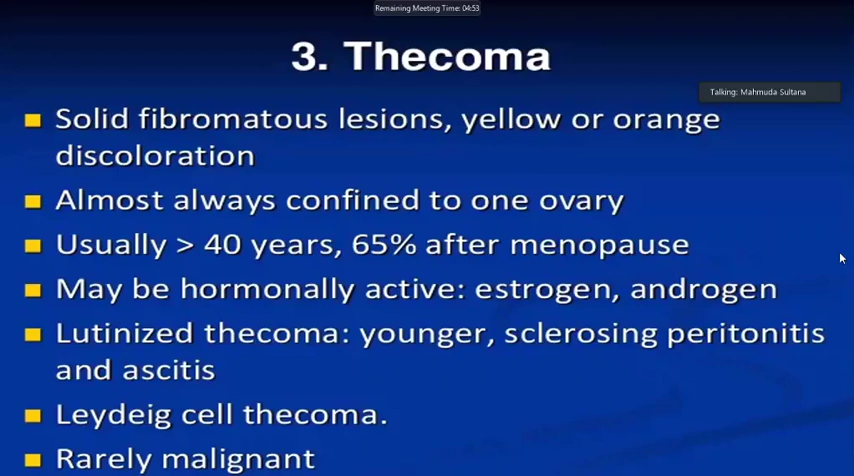 Remaining Meeting Time: 04:53
3. Thecoma
Talking: Mahmuda Sultana
Solid fibromatous lesions, yellow or orange
discoloration
Almost always confined to one ovary
Usually > 40 years, 65% after menopause
May be hormonally active: estrogen, androgen
Lutinized thecoma: younger, sclerosing peritonitis
and ascitis
Leydeig cell thecoma.
Rarely malignant